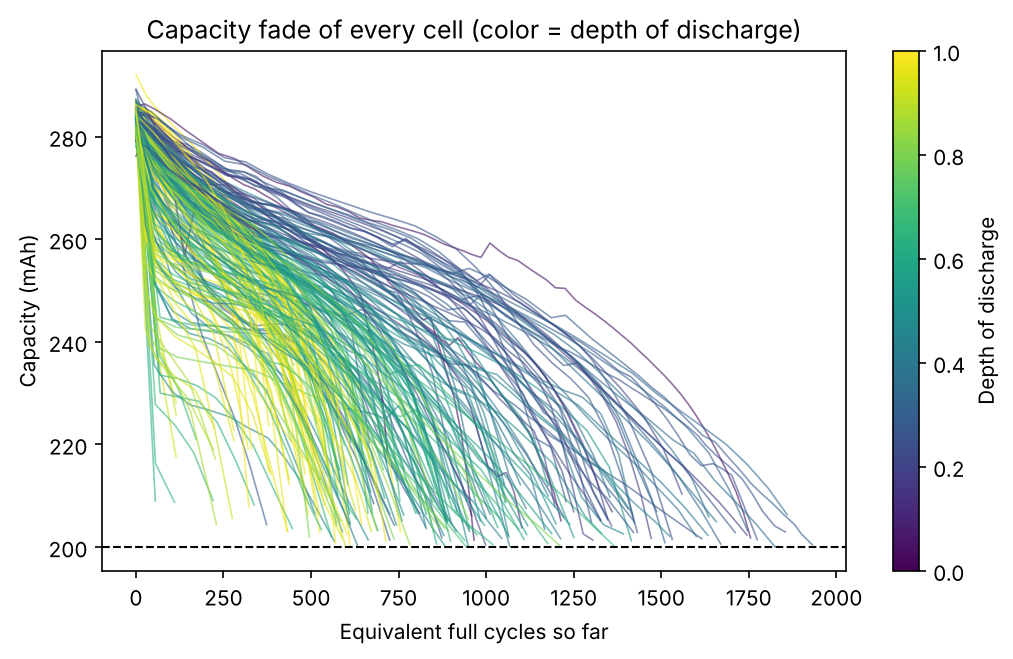 Capacity fade of every cell (color = depth of discharge)
Capacity (mAh)
280
260
240
220
200
0 250 500 750 1000 1250 1500 1750 2000
Equivalent full cycles so far
1.0
0.8
0.6
0.4
0.2
0.0
Depth of discharge